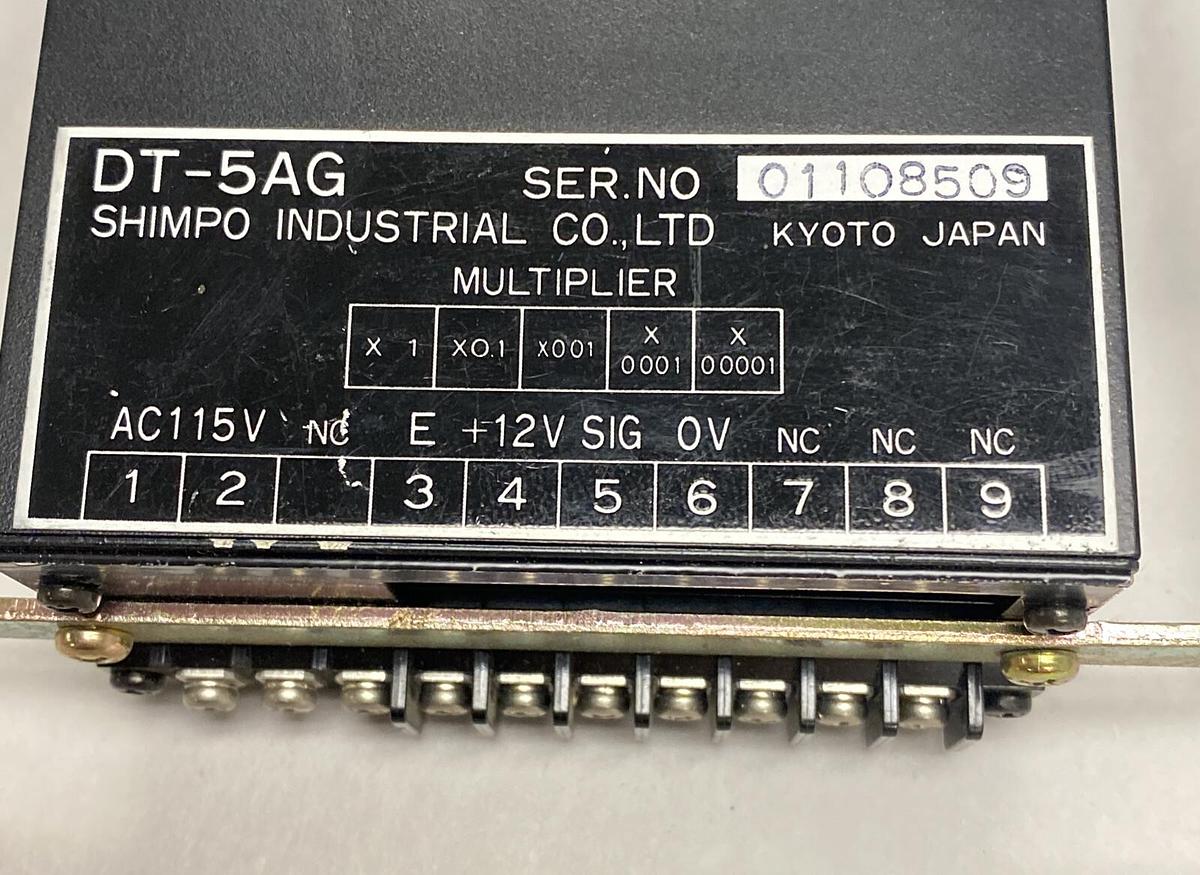 DT-5AG SER.NO 01108509
SHIMPO INDUSTRIAL CO.,LTD KYOTO JAPAN
MULTIPLIER
X 1 X0.1 X001 X 0001 X 00001
AC115V NC E +12V SIG 0V NC NC NC
1 2 3 4 5 6 7 8 9